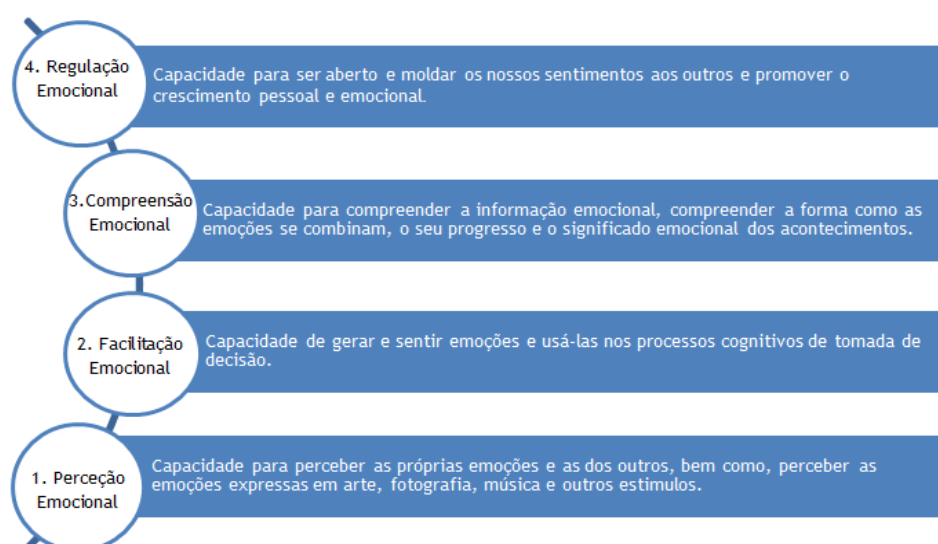 4. Regulação
Emocional
Capacidade para ser aberto e moldar os nossos sentimentos aos outros e promover o
crescimento pessoal e emocional.
3.Compreensão
Emocional
Capacidade para compreender a informação emocional, compreender a forma como as
emoções se combinam, o seu progresso e o significado emocional dos acontecimentos.
2. Facilitação
Emocional
Capacidade de gerar e sentir emoções e usá-las nos processos cognitivos de tomada de
decisão.
1. Perceção
Emocional
Capacidade para perceber as próprias emoções e as dos outros, bem como, perceber as
emoções expressas em arte, fotografia, música e outros estimulos.